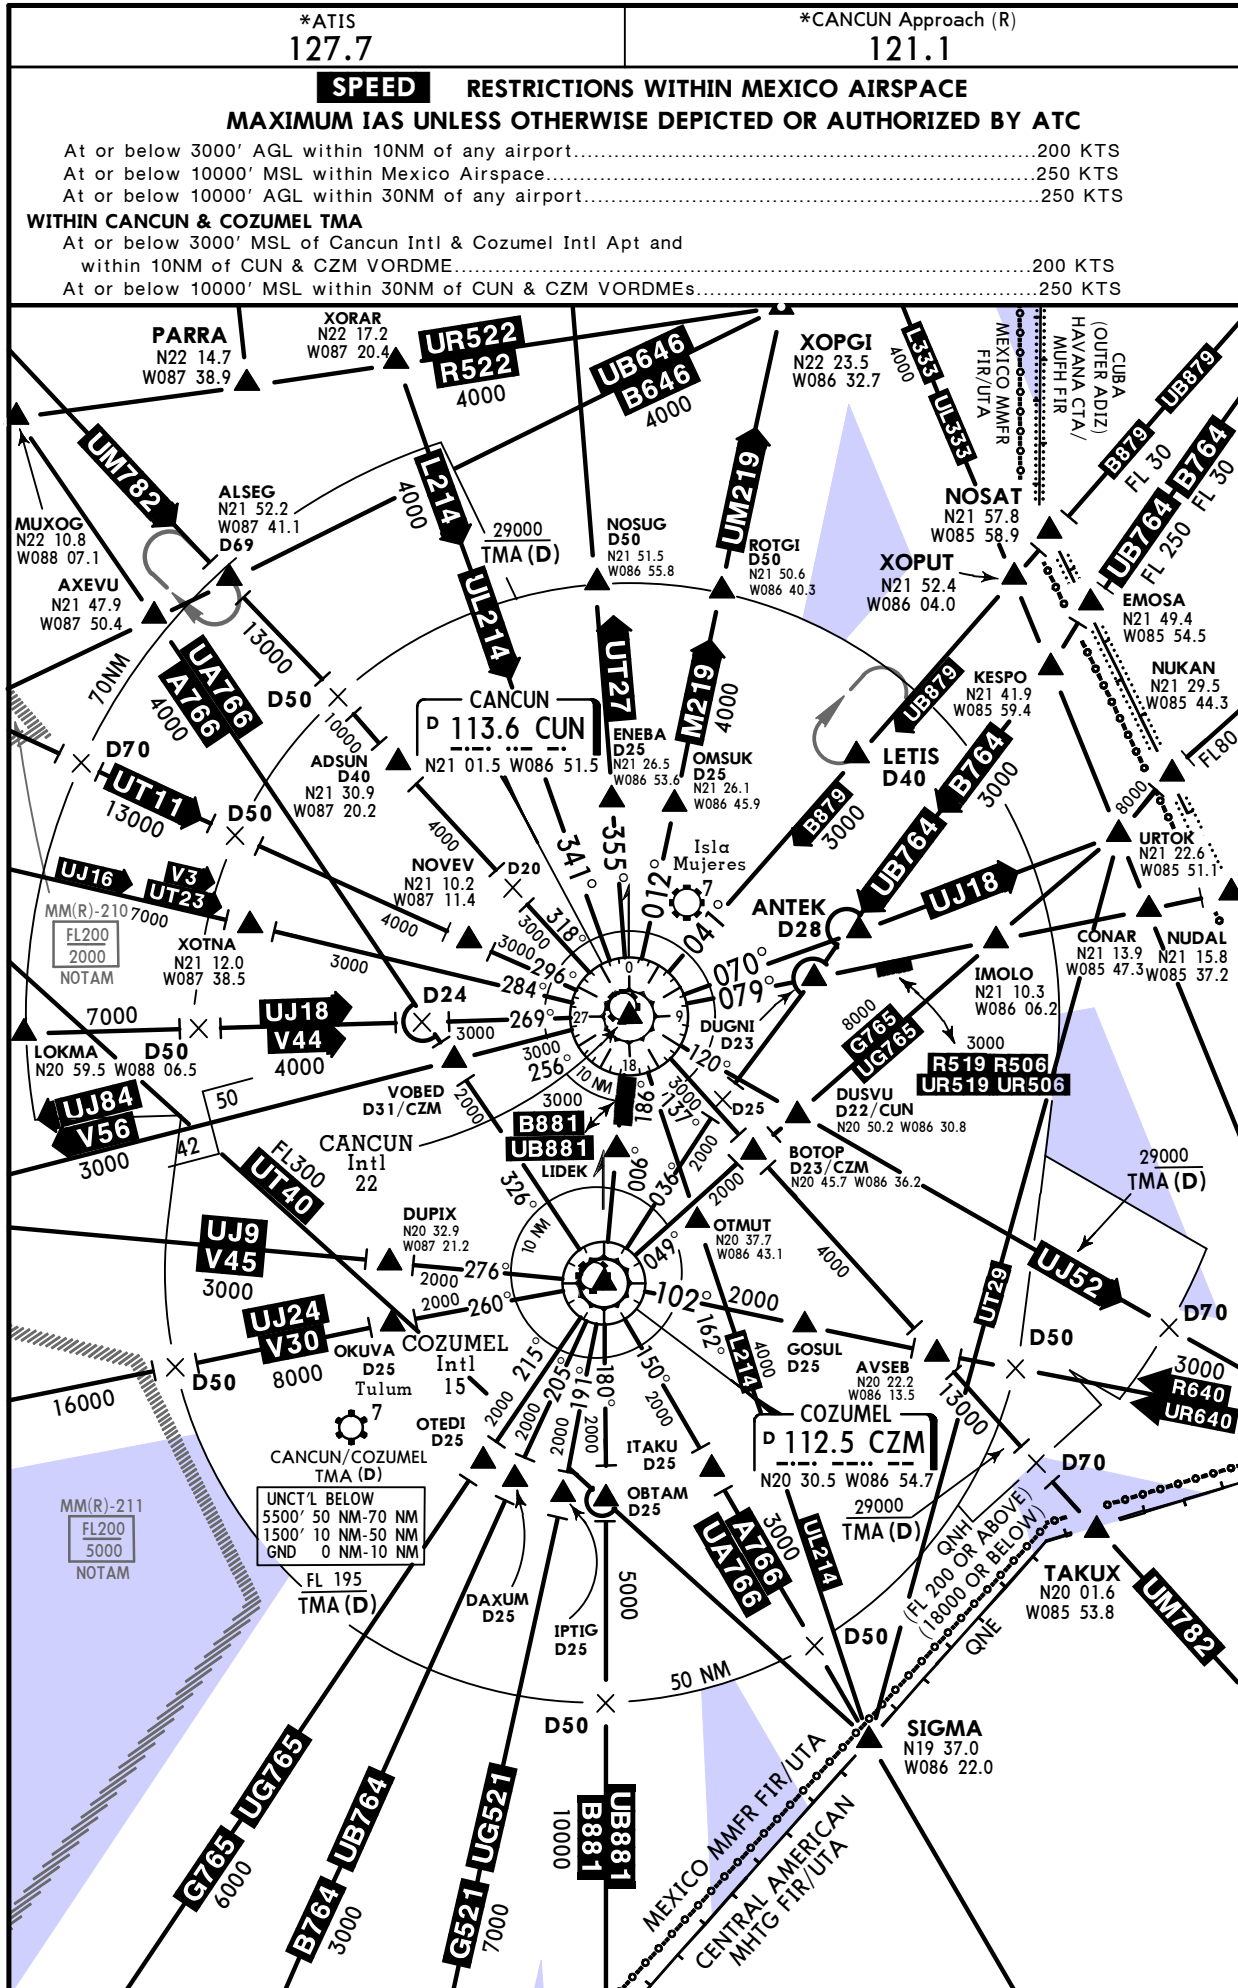 *ATIS
127.7
*CANCUN Approach (R)
121.1
SPEED RESTRICTIONS WITHIN MEXICO AIRSPACE
MAXIMUM IAS UNLESS OTHERWISE DEPICTED OR AUTHORIZED BY ATC
At or below 3000' AGL within 10NM of any airport........200 KTS
At or below 10000' MSL within Mexico Airspace........250 KTS
At or below 10000' AGL within 30NM of any airport........250 KTS
WITHIN CANCUN & COZUMEL TMA
At or below 3000' MSL of Cancun Intl & Cozumel Intl Apt and
within 10NM of CUN & CZM VORDME........200 KTS
At or below 10000' MSL within 30NM of CUN & CZM VORDMEs........250 KTS
PARRA
N22 14.7
W087 38.9
XORAR
N22 17.2
W087 20.4
UR522
R522
4000
UB646
B646
4000
XOPGI
N22 23.5
W086 32.7
L333
4000
UL333
MEXICO MMFR
FIR/UTA
CUBA
(OUTER ADIZ)
HAVANA CTA/
MUFH FIR
UB879
B879
FL 30
B764
UB764
FL 30
FL 250
UM782
MUXOG
N22 10.8
W088 07.1
ALSEG
N21 52.2
W087 41.1
D69
AXEVU
N21 47.9
W087 50.4
L214
4000
UL214
29000
TMA (D)
NOSUG
D50
N21 51.5
W086 55.8
UM219
ROTGI
D50
N21 50.6
W086 40.3
NOSAT
N21 57.8
W085 58.9
XOPUT
N21 52.4
W086 04.0
EMOSA
N21 49.4
W085 54.5
NUKAN
N21 29.5
W085 44.3
KESPO
N21 41.9
W085 59.4
FL80
70NM
13000
D50
UA766
A766
4000
10000
ADSUN
D40
N21 30.9
W087 20.2
CANCUN
D 113.6 CUN
N21 01.5 W086 51.5
UT27
ENEBA
D25
N21 26.5
W086 53.6
M219
4000
OMSUK
D25
N21 26.1
W086 45.9
UB879
LETIS
D40
B879
3000
B764
3000
UB764
8000
URTOK
N21 22.6
W085 51.1
D70
UT11
13000
D50
4000
NOVEV
N21 10.2
W087 11.4
D20
3000
341°
355°
012°
041°
318°
Isla
Mujeres
7
ANTEK
D28
UJ18
UJ16
V3
UT23
7000
MM(R)-210
FL200
2000
NOTAM
4000
XOTNA
N21 12.0
W087 38.5
3000
3000
296°
284°
070°
079°
CONAR
N21 13.9
W085 47.3
NUDAL
N21 15.8
W085 37.2
IMOLO
N21 10.3
W086 06.2
D24
7000
UJ18
V44
4000
D50
LOKMA
N20 59.5 W088 06.5
3000
269°
0
9
18
27
DUGNI
D23
8000
G765
UG765
3000
R519 R506
UR519 UR506
UJ84
V56
3000
50
42
VOBED
D31/CZM
3000
256°
2000
10 NM
3000
B881
UB881
LIDEK
186°
3000
137°
120°
D25
DUSVU
D22/CUN
N20 50.2 W086 30.8
CANCUN
Intl
22
2000
BOTOP
D23/CZM
N20 45.7 W086 36.2
29000
TMA (D)
FL300
UT40
326°
006°
036°
2000
OTMUT
N20 37.7
W086 43.1
049°
10 NM
DUPIX
N20 32.9
W087 21.2
UJ9
V45
3000
276°
2000
4000
UJ52
UT29
D70
UJ24
V30
8000
D50
16000
2000
260°
OKUVA
D25
COZUMEL
Intl
15
102°
2000
162°
L214
4000
GOSUL
D25
AVSEB
N20 22.2
W086 13.5
13000
D50
3000
R640
UR640
Tulum
7
215°
205°
191°
180°
150°
2000
2000
2000
2000
2000
OTEDI
D25
ITAKU
D25
OBTAM
D25
COZUMEL
D 112.5 CZM
N20 30.5 W086 54.7
29000
TMA (D)
D70
CANCUN/COZUMEL
TMA (D)
UNCT'L BELOW
5500' 50 NM-70 NM
1500' 10 NM-50 NM
GND 0 NM-10 NM
FL 195
TMA (D)
MM(R)-211
FL200
5000
NOTAM
DAXUM
D25
IPTIG
D25
5000
A766
UA766
3000
UL214
QNH
(FL 200 OR ABOVE)
(18000 OR BELOW)
QNE
TAKUX
N20 01.6
W085 53.8
UM782
D50
50 NM
D50
SIGMA
N19 37.0
W086 22.0
UG765
G765
6000
UB764
B764
3000
UG521
G521
7000
UB881
B881
10000
MEXICO MMFR FIR/UTA
CENTRAL AMERICAN
MHTG FIR/UTA